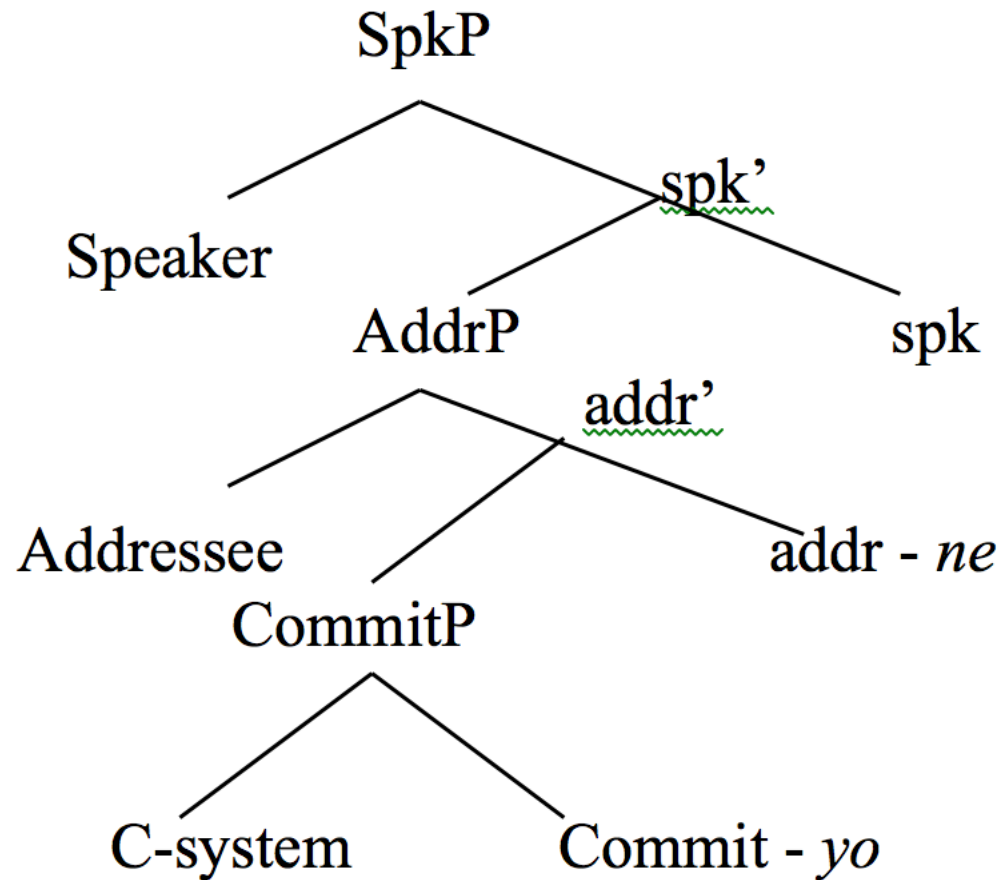 SpkP
spk’
Speaker
AddrP
spk
addr’
Addressee
addr - ne
CommitP
C-system
Commit - yo